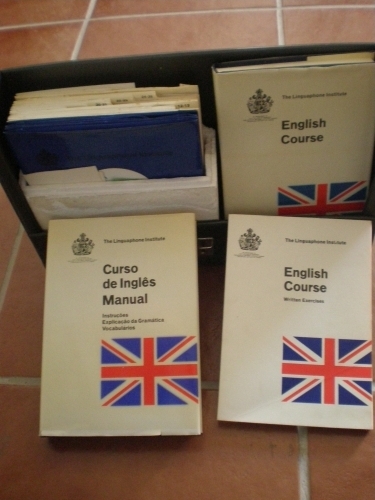 The Linguaphone Institute
English
Course
The Linguaphone Institute
Curso
de Inglês
Manual
Instruções
Explicação da Gramática
Vocabulários
The Linguaphone Institute
English
Course
Written Exercises